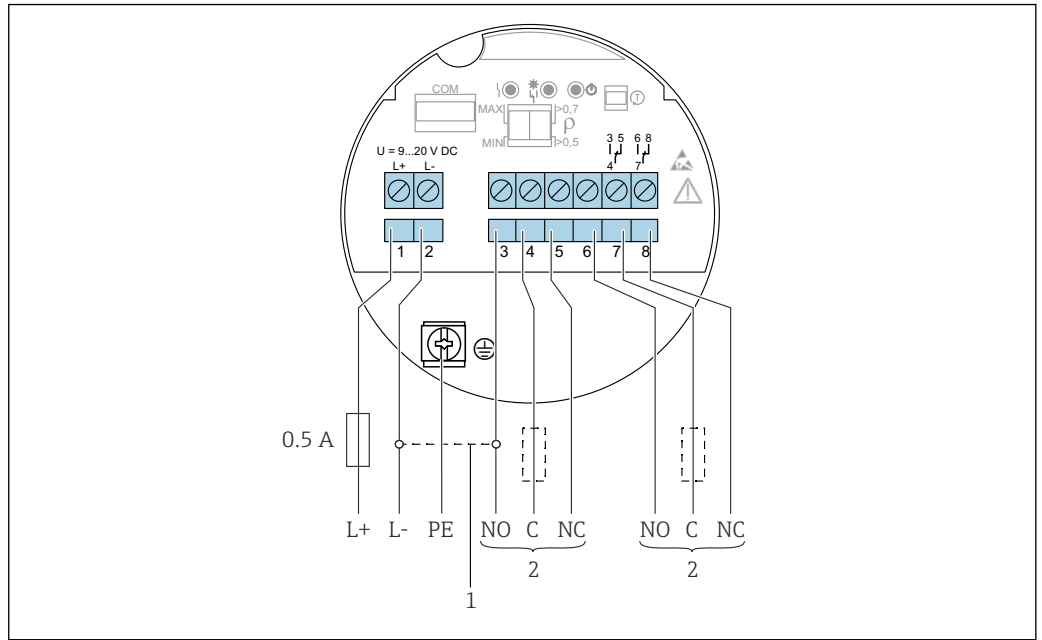 COM
MAX
>0,7
ρ
MIN
>0,5
T
3 5 6 8
4 7
U = 9...20 V DC
L+ L-
1 2 3 4 5 6 7 8
0.5 A
L+ L- PE NO C NC NO C NC
2 2
1